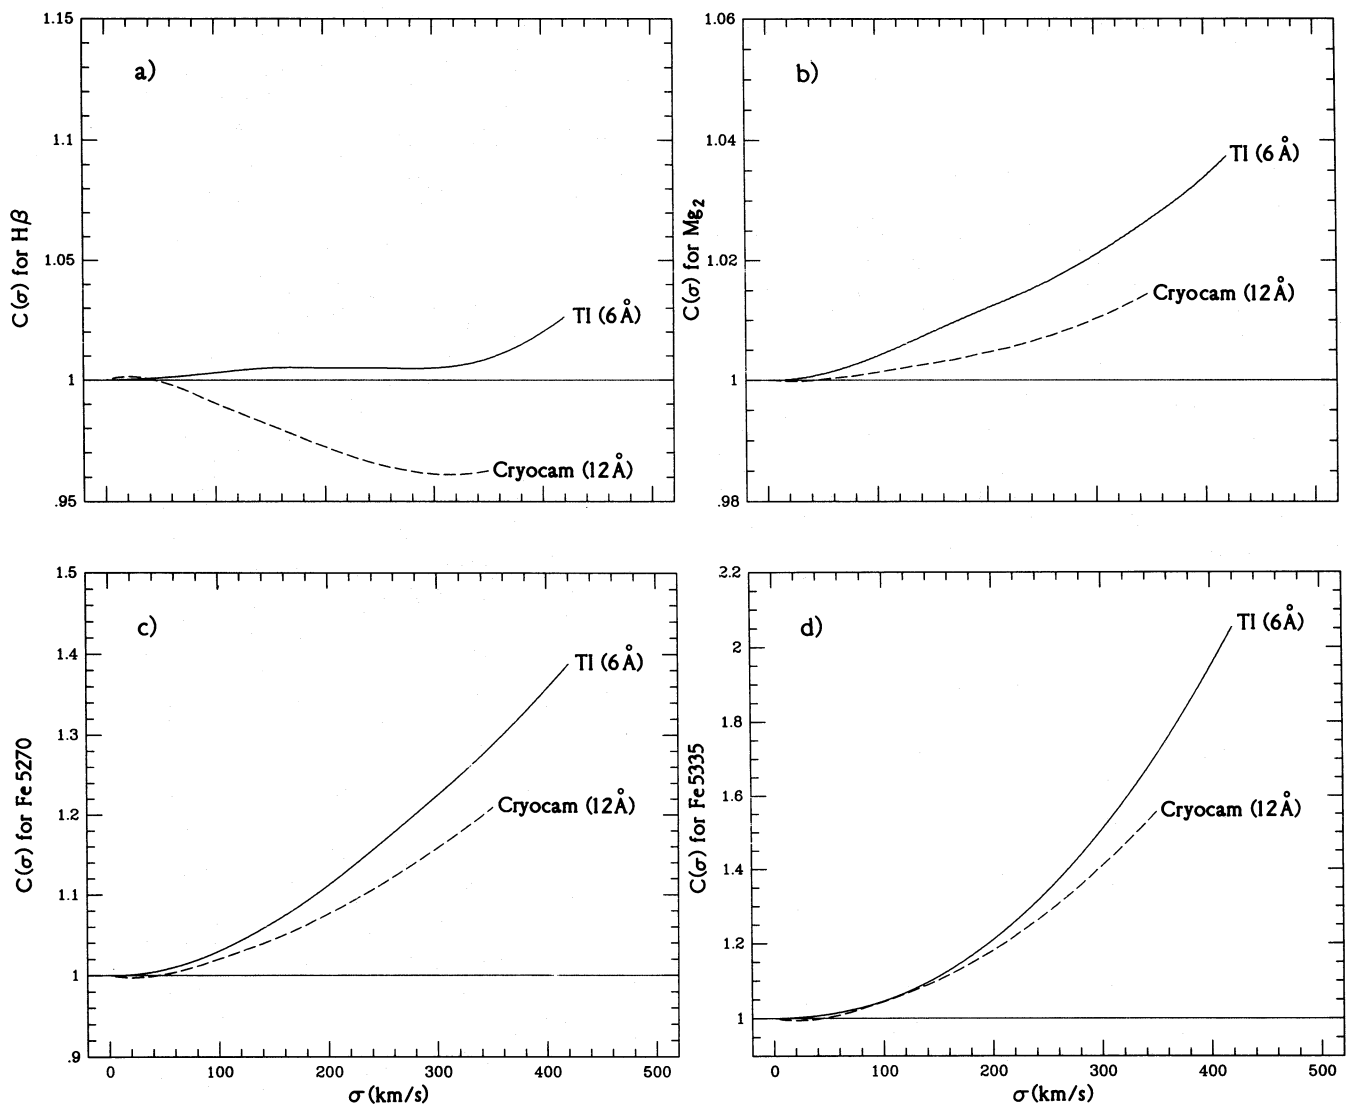 1.15
1.1
1.05
1
.95
C(σ) for Hβ
a)
TI (6Å)
Cryocam (12Å)
1.06
1.04
1.02
1
.98
C(σ) for Mg₂
b)
TI (6Å)
Cryocam (12Å)
1.5
1.4
1.3
1.2
1.1
1
.9
C(σ) for Fe5270
c)
TI (6Å)
Cryocam (12Å)
0 100 200 300 400 500
σ(km/s)
2.2
2
1.8
1.6
1.4
1.2
1
C(σ) for Fe5335
d)
TI (6Å)
Cryocam (12Å)
0 100 200 300 400 500
σ(km/s)